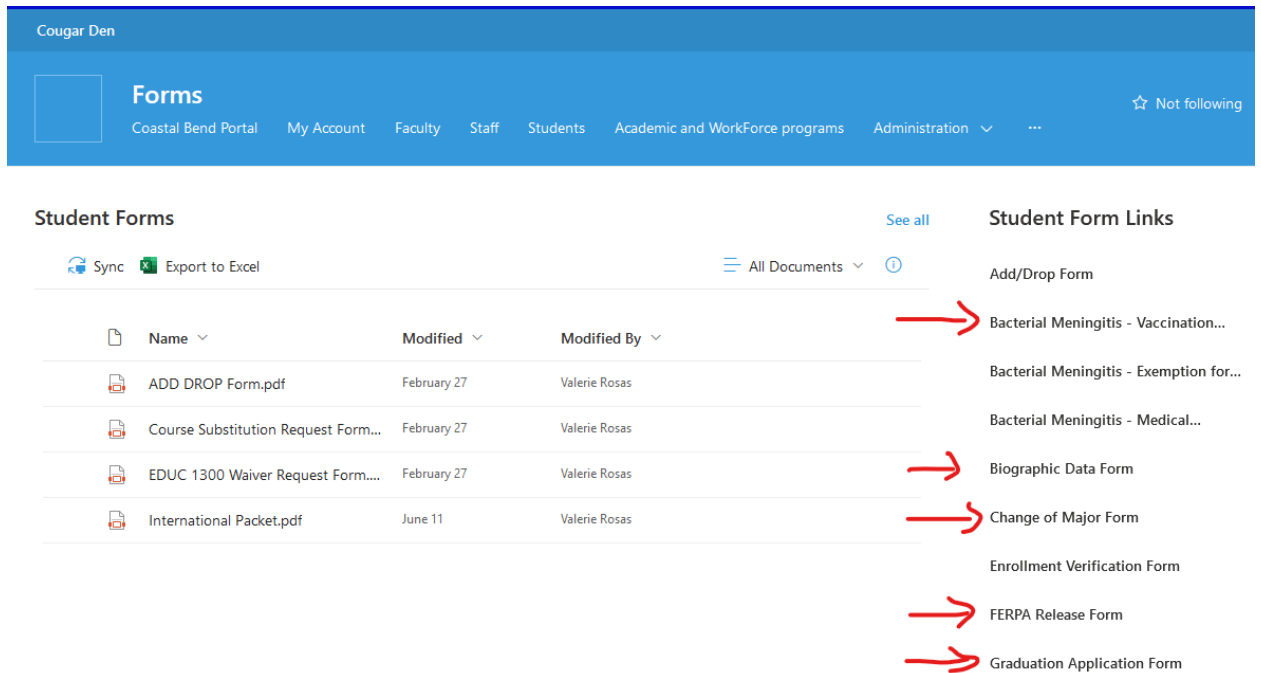 Cougar Den
Forms
Not following
Coastal Bend Portal My Account Faculty Staff Students Academic and WorkForce programs Administration ...
Student Forms
See all
Sync Export to Excel
All Documents
Name Modified Modified By
ADD DROP Form.pdf February 27 Valerie Rosas
Course Substitution Request Form... February 27 Valerie Rosas
EDUC 1300 Waiver Request Form.... February 27 Valerie Rosas
International Packet.pdf June 11 Valerie Rosas
Student Form Links
Add/Drop Form
Bacterial Meningitis - Vaccination...
Bacterial Meningitis - Exemption for...
Bacterial Meningitis - Medical...
Biographic Data Form
Change of Major Form
Enrollment Verification Form
FERPA Release Form
Graduation Application Form